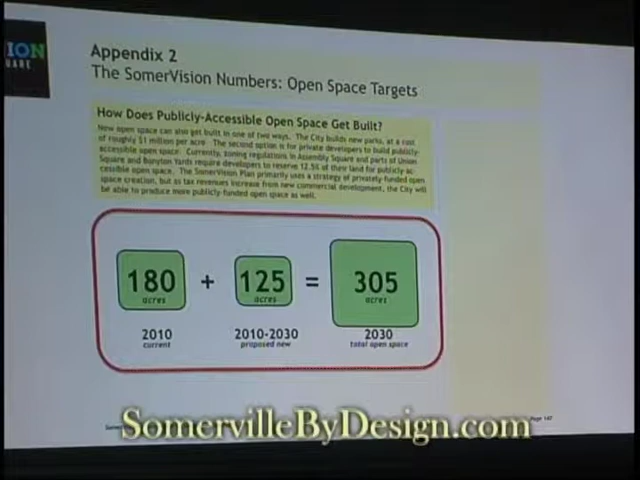 ION
UARE
Appendix 2
The SomerVision Numbers: Open Space Targets
How Does Publicly-Accessible Open Space Get Built?
New open space can also get built in one of two ways. The City builds new parks, at a cost
of roughly $1 million per acre. The second option is for private developers to build publicly-
accessible open space. Currently, zoning regulations in Assembly Square and parts of Union
Square and Boynton Yards require developers to reserve 12.5% of their land for publicly ac-
cessible open space. The SomerVision Plan primarily uses a strategy of privately-funded open
space creation, but as tax revenues increase from new commercial development, the City will
be able to produce more publicly-funded open space as well.
180 + 125 = 305
acres acres acres
2010 2010-2030 2030
current proposed new total open space
Page 147
SomervilleByDesign.com